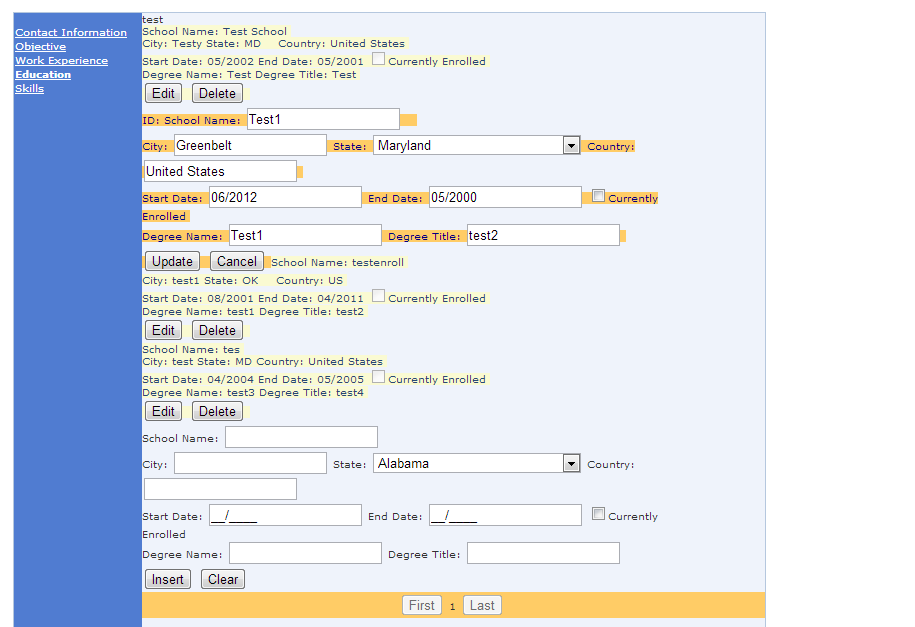 Contact Information
Objective
Work Experience
Education
Skills
test
School Name: Test School
City: Testy State: MD Country: United States
Start Date: 05/2002 End Date: 05/2001 Currently Enrolled
Degree Name: Test Degree Title: Test
Edit Delete
ID: School Name: Test1
City: Greenbelt State: Maryland Country:
United States
Start Date: 06/2012 End Date: 05/2000 Currently
Enrolled
Degree Name: Test1 Degree Title: test2
Update Cancel School Name: testenroll
City: test1 State: OK Country: US
Start Date: 08/2001 End Date: 04/2011 Currently Enrolled
Degree Name: test1 Degree Title: test2
Edit Delete
School Name: tes
City: test State: MD Country: United States
Start Date: 04/2004 End Date: 05/2005 Currently Enrolled
Degree Name: test3 Degree Title: test4
Edit Delete
School Name:
City: State: Alabama Country:
Start Date: __/____ End Date: __/____ Currently
Enrolled
Degree Name: Degree Title:
Insert Clear
First 1 Last